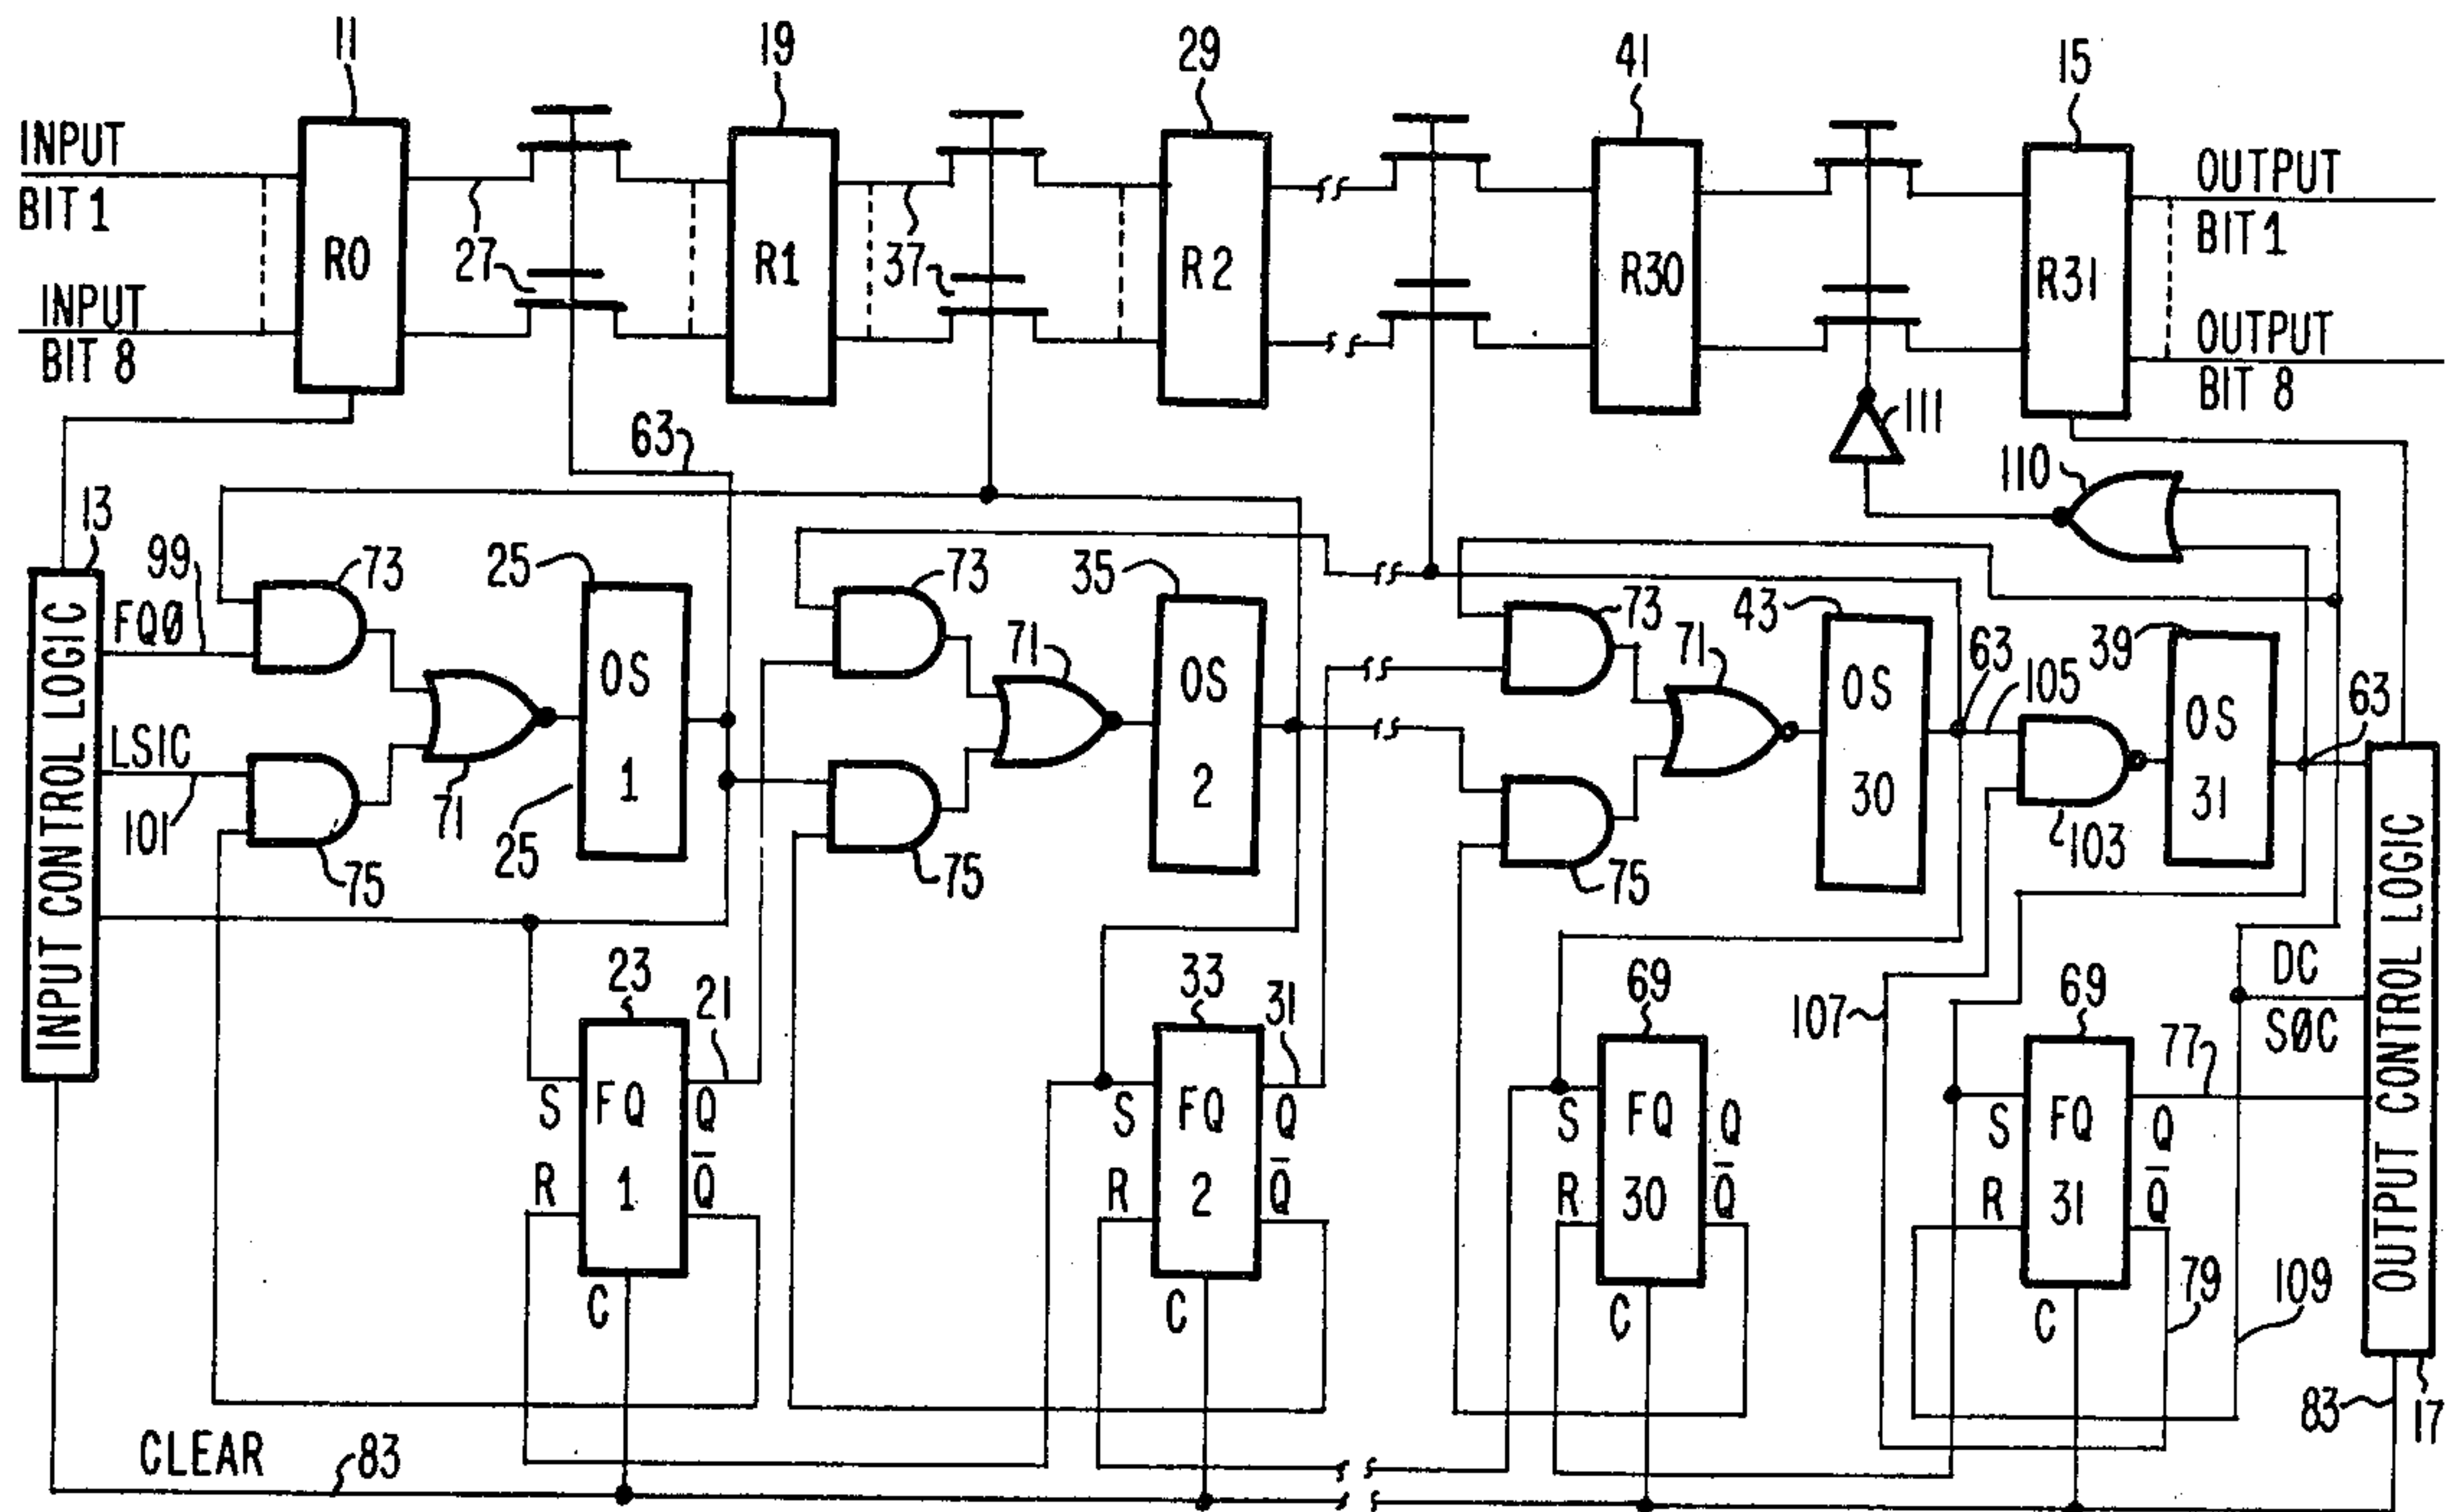 11
19
29
41
15
INPUT
BIT 1
INPUT
BIT 8
R0
27
R1
37
R2
R30
R31
OUTPUT
BIT 1
OUTPUT
BIT 8
111
63
110
13
99
73
25
73
35
73
43
63
39
FQØ
71
71
105
63
LSIC
101
71
75
OS
1
25
75
OS
2
75
OS
30
103
OS
31
INPUT CONTROL LOGIC
OUTPUT CONTROL LOGIC
23
21
33
31
69
107
69
DC
SØC
77
S
FQ
1
Q
R
Q̅
C
S
FQ
2
Q
R
Q̅
C
S
FQ
30
Q
R
Q̅
C
S
FQ
31
Q
R
Q̅
C
79
109
83
17
CLEAR
83